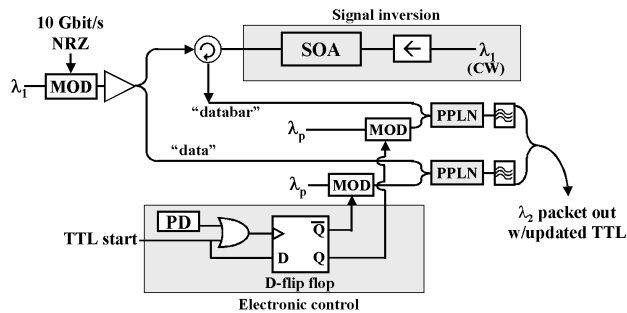 Signal inversion
10 Gbit/s
NRZ
SOA
λ1
(CW)
λ1
MOD
"databar"
λp
MOD
PPLN
"data"
PPLN
λp
MOD
λ2 packet out
w/updated TTL
PD
TTL start
Q̅
D
Q
D-flip flop
Electronic control